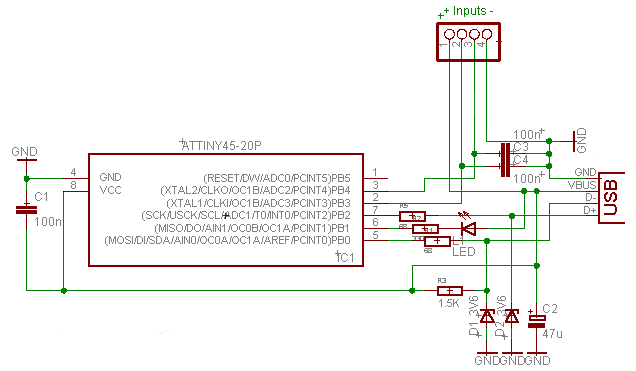 + + Inputs -
1 2 3 4
ATTINY45-20P
GND
4 GND
8 VCC
(RESET/DW/ADC0/PCINT5)PB5 1
(XTAL2/CLKO/OC1B/ADC2/PCINT4)PB4 3
(XTAL1/CLKI/OC1B/ADC3/PCINT3)PB3 2
(SCK/USCK/SCL/ADC1/T0/INT0/PCINT2)PB2 7
(MISO/DO/AIN1/OC0B/OC1A/PCINT1)PB1 6
(MOSI/DI/SDA/AIN0/OC0A/OC1A/AREF/PCINT0)PB0 5
IC1
C1
100n
100n
C3
C4
100n
GND
GND
VBUS
D-
D+
USB
R5
R1
L1
LED
R3
1.5K
D1 3V6
D2 3V6
C2
47u
GND GND GND